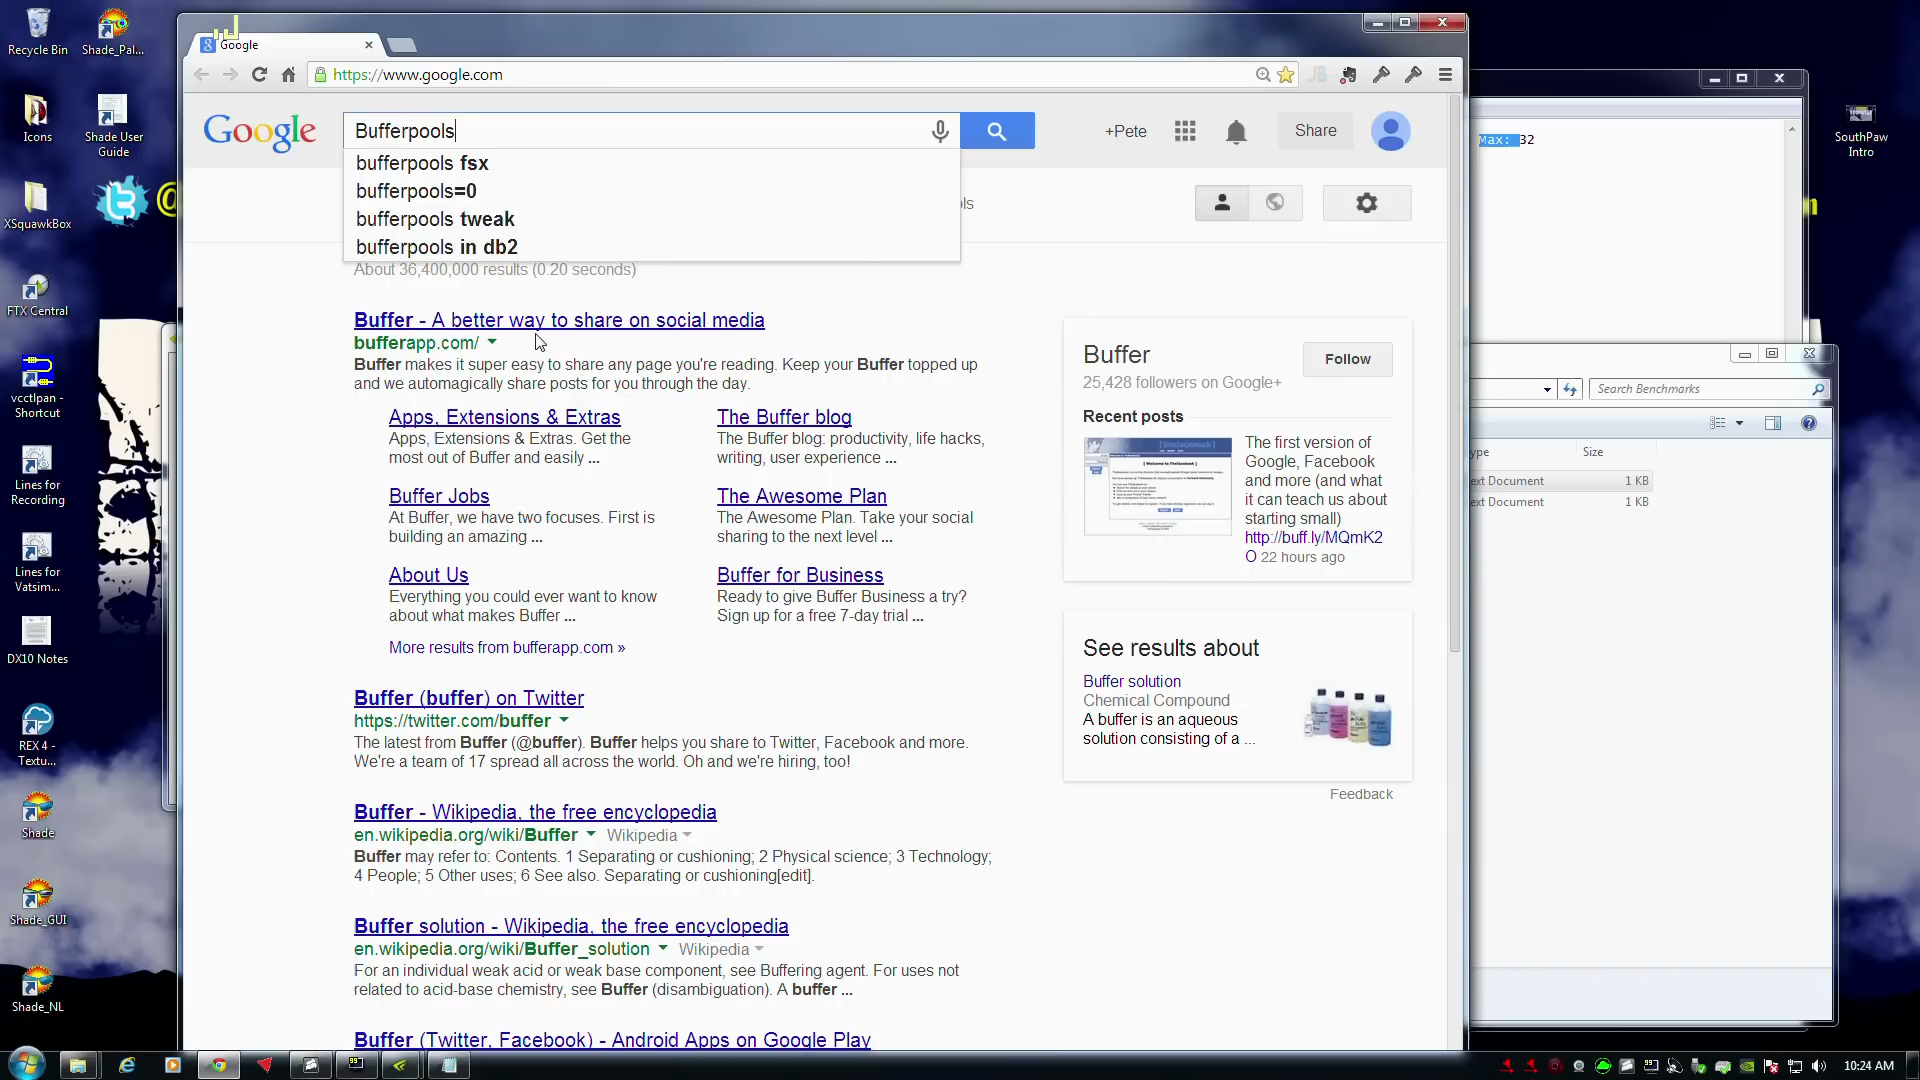 Recycle Bin
Shade_Pal...
Icons
Shade User
Guide
XSquawkBox
@
FTX Central
vcctlpan -
Shortcut
Lines for
Recording
Lines for
Vatsim...
DX10 Notes
REX 4 -
Textu...
Shade
Shade_GUI
Shade_NL
Google
https://www.google.com
Google
Bufferpools
+Pete
Share
bufferpools fsx
bufferpools=0
bufferpools tweak
bufferpools in db2
About 36,400,000 results (0.20 seconds)
Buffer - A better way to share on social media
bufferapp.com/
Buffer makes it super easy to share any page you're reading. Keep your Buffer topped up
and we automagically share posts for you through the day.
Apps, Extensions & Extras
Apps, Extensions & Extras. Get the
most out of Buffer and easily ...
The Buffer blog
The Buffer blog: productivity, life hacks,
writing, user experience ...
Buffer Jobs
At Buffer, we have two focuses. First is
building an amazing ...
The Awesome Plan
The Awesome Plan. Take your social
sharing to the next level ...
About Us
Everything you could ever want to know
about what makes Buffer ...
Buffer for Business
Ready to give Buffer Business a try?
Sign up for a free 7-day trial ...
More results from bufferapp.com »
Buffer (buffer) on Twitter
https://twitter.com/buffer
The latest from Buffer (@buffer). Buffer helps you share to Twitter, Facebook and more.
We're a team of 17 spread all across the world. Oh and we're hiring, too!
Buffer - Wikipedia, the free encyclopedia
en.wikipedia.org/wiki/Buffer Wikipedia
Buffer may refer to: Contents. 1 Separating or cushioning; 2 Physical science; 3 Technology;
4 People; 5 Other uses; 6 See also. Separating or cushioning[edit].
Buffer solution - Wikipedia, the free encyclopedia
en.wikipedia.org/wiki/Buffer_solution Wikipedia
For an individual weak acid or weak base component, see Buffering agent. For uses not
related to acid-base chemistry, see Buffer (disambiguation). A buffer ...
Buffer (Twitter, Facebook) - Android Apps on Google Play
Buffer
Follow
25,428 followers on Google+
Recent posts
The first version of
Google, Facebook
and more (and what
it can teach us about
starting small)
http://buff.ly/MQmK2
O 22 hours ago
See results about
Buffer solution
Chemical Compound
A buffer is an aqueous
solution consisting of a ...
Feedback
Max: 32
SouthPaw
Intro
Search Benchmarks
ype Size
ext Document 1 KB
ext Document 1 KB
10:24 AM